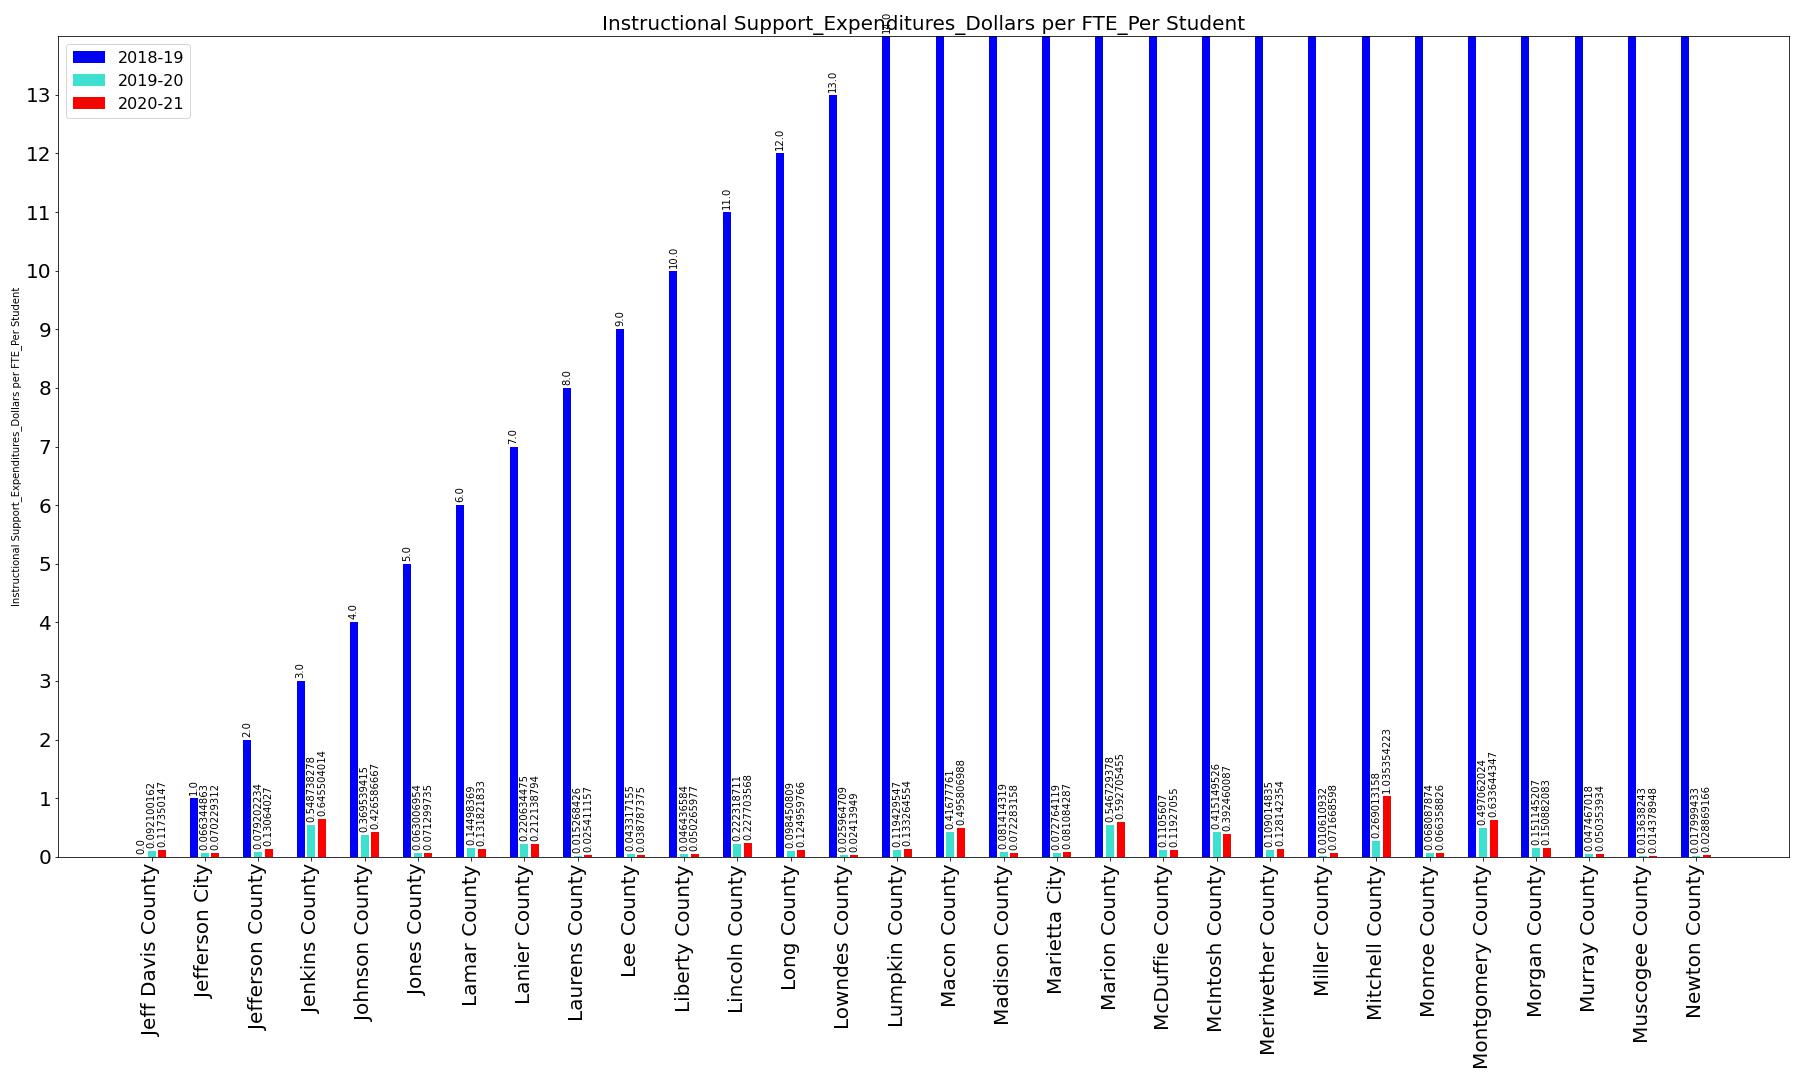 Instructional Support_Expenditures_Dollars per FTE_Per Student
2018-19
2019-20
2020-21
Instructional Support_Expenditures_Dollars per FTE_Per Student
13
12
11
10
9
8
7
6
5
4
3
2
1
0
0.0
0.092100162
0.117350147
1.0
0.066344863
0.070229312
2.0
0.079202234
0.13064027
3.0
0.548738278
0.645504014
4.0
0.369539415
0.426586667
5.0
0.063006954
0.071299735
6.0
0.14498369
0.131821833
7.0
0.220634475
0.212138794
8.0
0.015268426
0.025411157
9.0
0.043317155
0.038787375
10.0
0.046436584
0.050265977
11.0
0.222318711
0.227703568
12.0
0.098450809
0.124959766
13.0
0.025964709
0.02413949
0.119429547
0.133264554
0.41677761
0.495806988
0.081414319
0.072283158
0.072764119
0.081084287
0.546729378
0.592705455
0.1105607
0.11927055
0.415149526
0.392460087
0.109014835
0.128142354
0.010610932
0.071668598
0.269013158
1.035354223
0.068087874
0.066358826
0.497062024
0.633644347
0.151145207
0.150882083
0.047467018
0.050353934
0.013638243
0.014378948
0.017999433
0.028869166
Jeff Davis County
Jefferson City
Jefferson County
Jenkins County
Johnson County
Jones County
Lamar County
Lanier County
Laurens County
Lee County
Liberty County
Lincoln County
Long County
Lowndes County
Lumpkin County
Macon County
Madison County
Marietta City
Marion County
McDuffie County
McIntosh County
Meriwether County
Miller County
Mitchell County
Monroe County
Montgomery County
Morgan County
Murray County
Muscogee County
Newton County